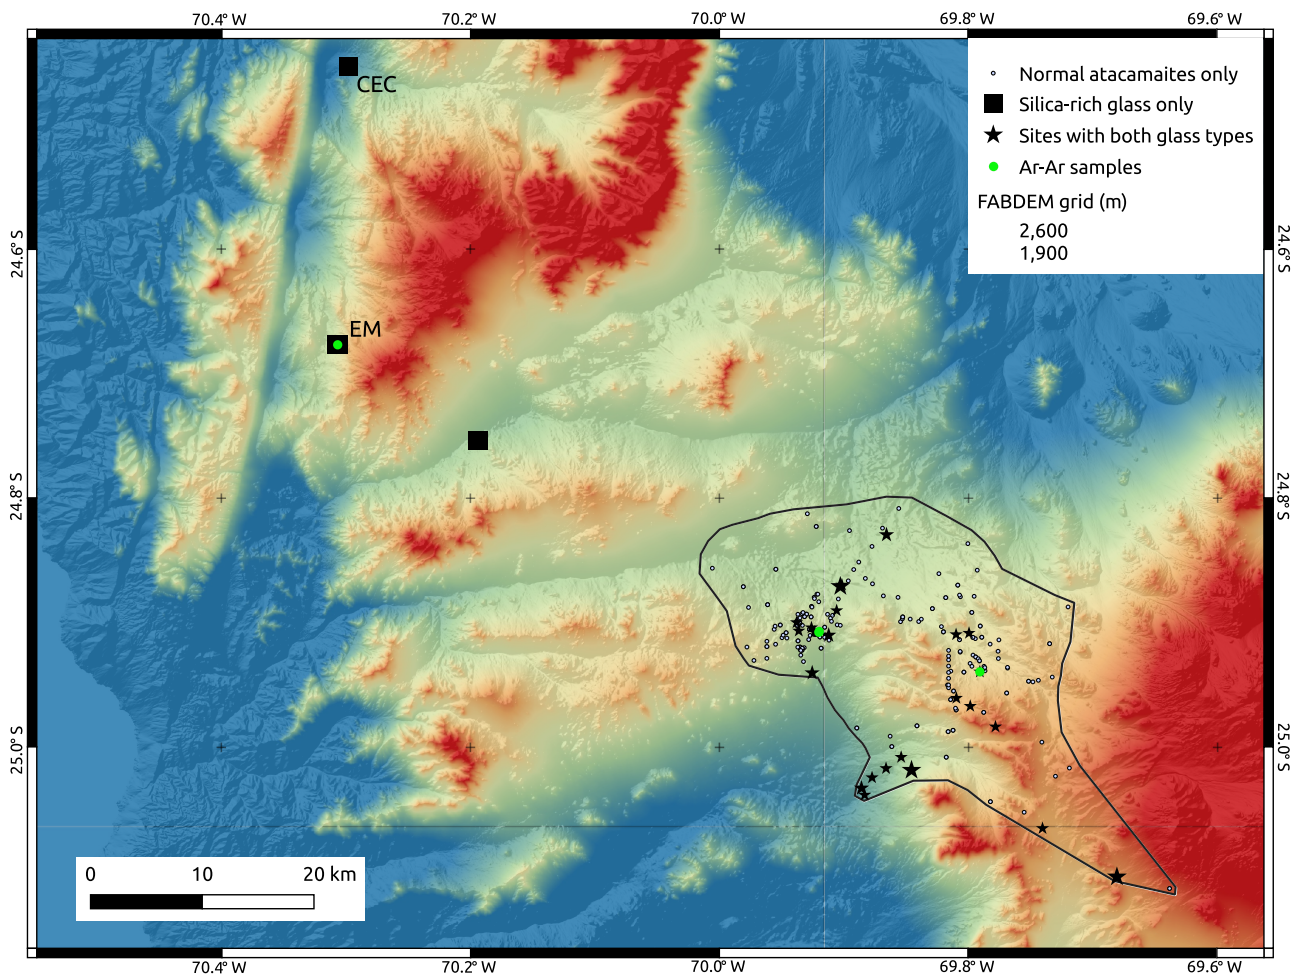 70.4° W 70.2° W 70.0° W 69.8° W 69.6° W
CEC
Normal atacamaites only
Silica-rich glass only
Sites with both glass types
Ar-Ar samples
FABDEM grid (m)
2,600
1,900
24.6° S 24.6° S
EM
24.8° S 24.8° S
25.0° S 25.0° S
0 10 20 km
70.4° W 70.2° W 70.0° W 69.8° W 69.6° W